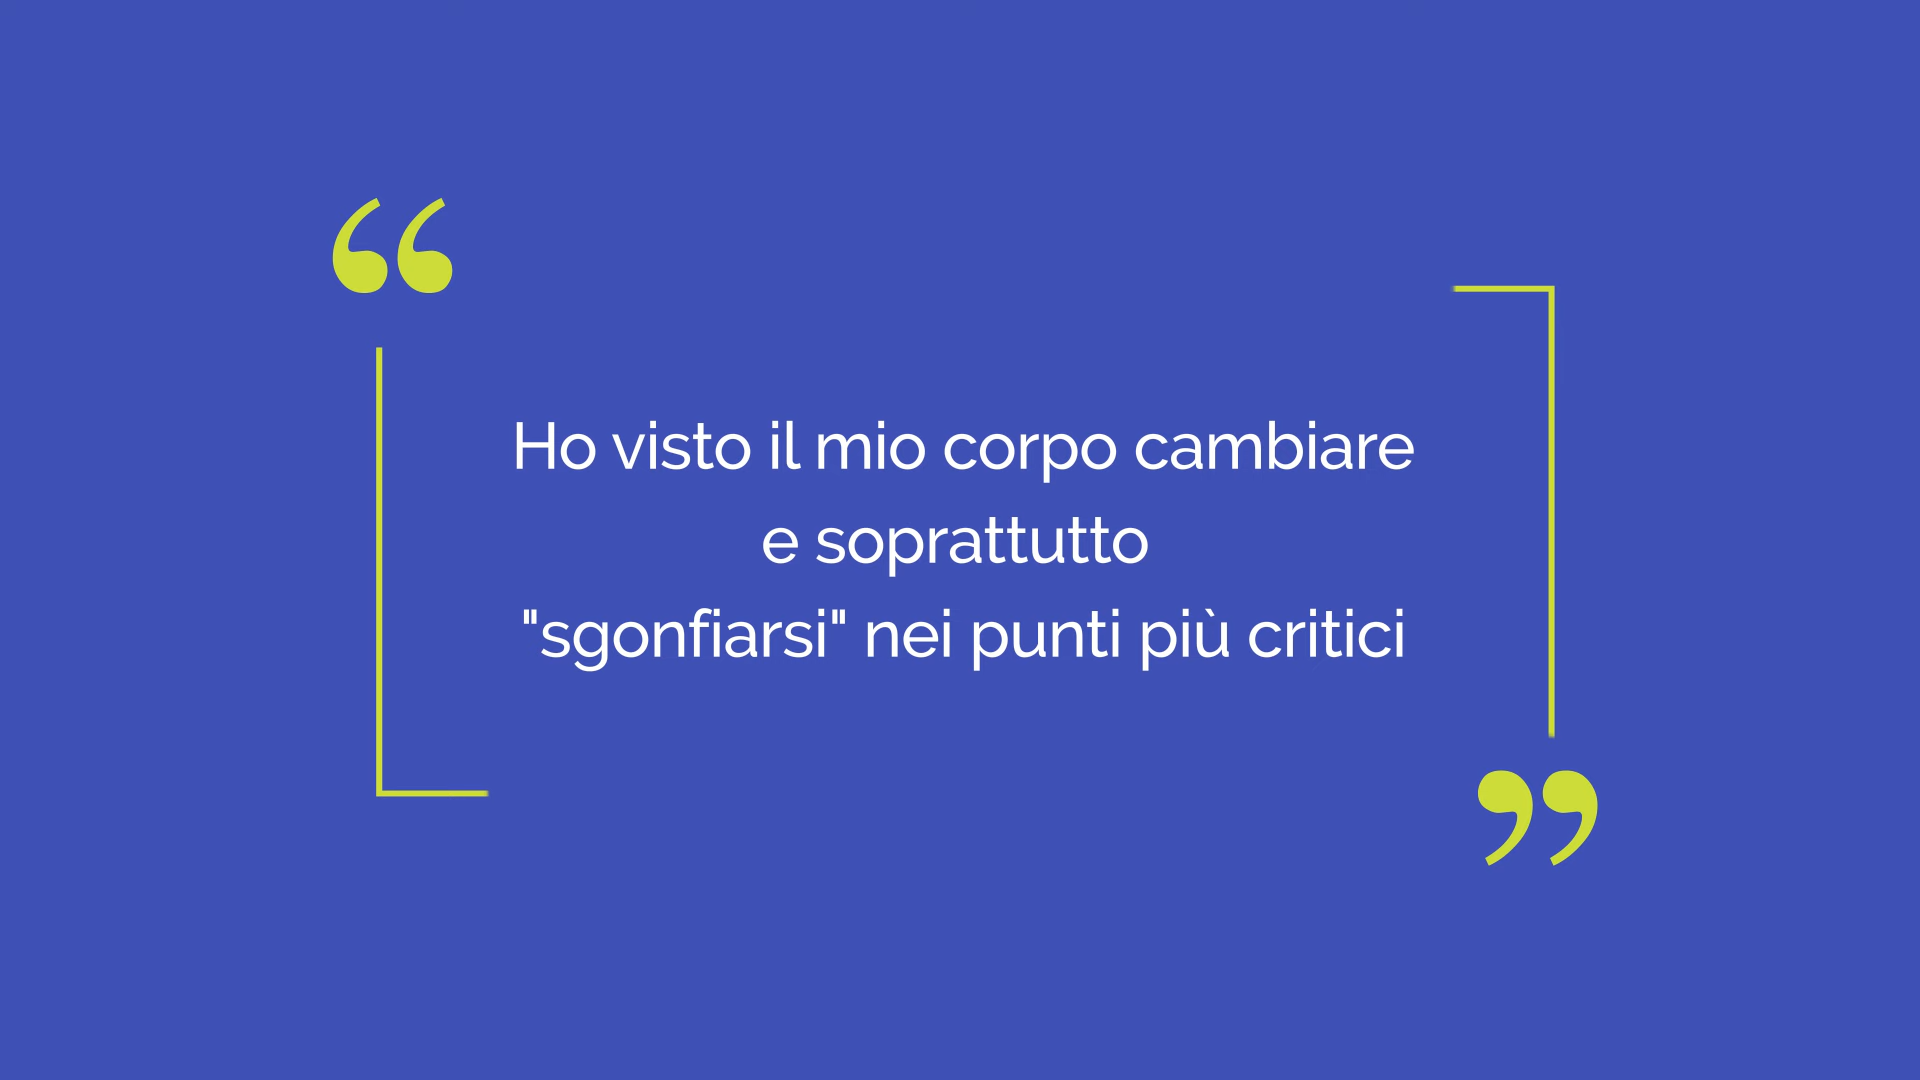 “
Ho visto il mio corpo cambiare
e soprattutto
"sgonfiarsi" nei punti più critici
”